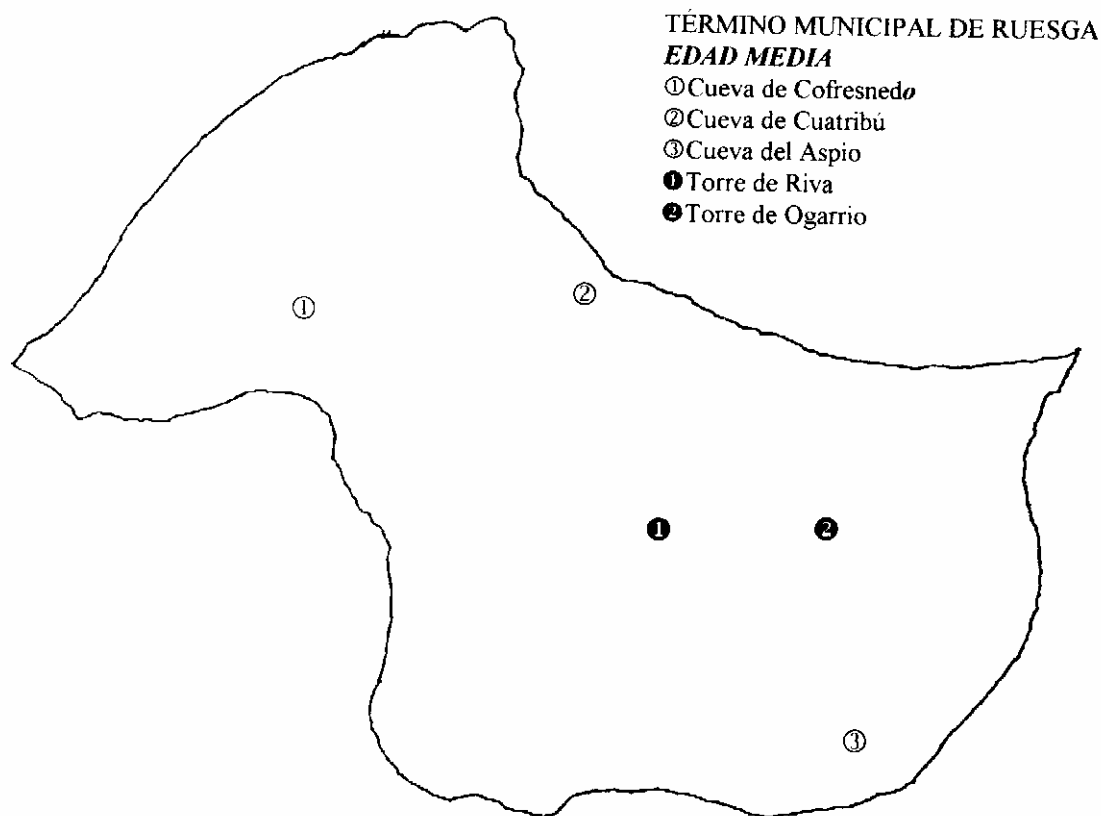 TÉRMINO MUNICIPAL DE RUESGA
EDAD MEDIA
①Cueva de Cofresnedo
②Cueva de Cuatribú
③Cueva del Aspio
❶Torre de Riva
❷Torre de Ogarrio
①
②
❶
❷
③